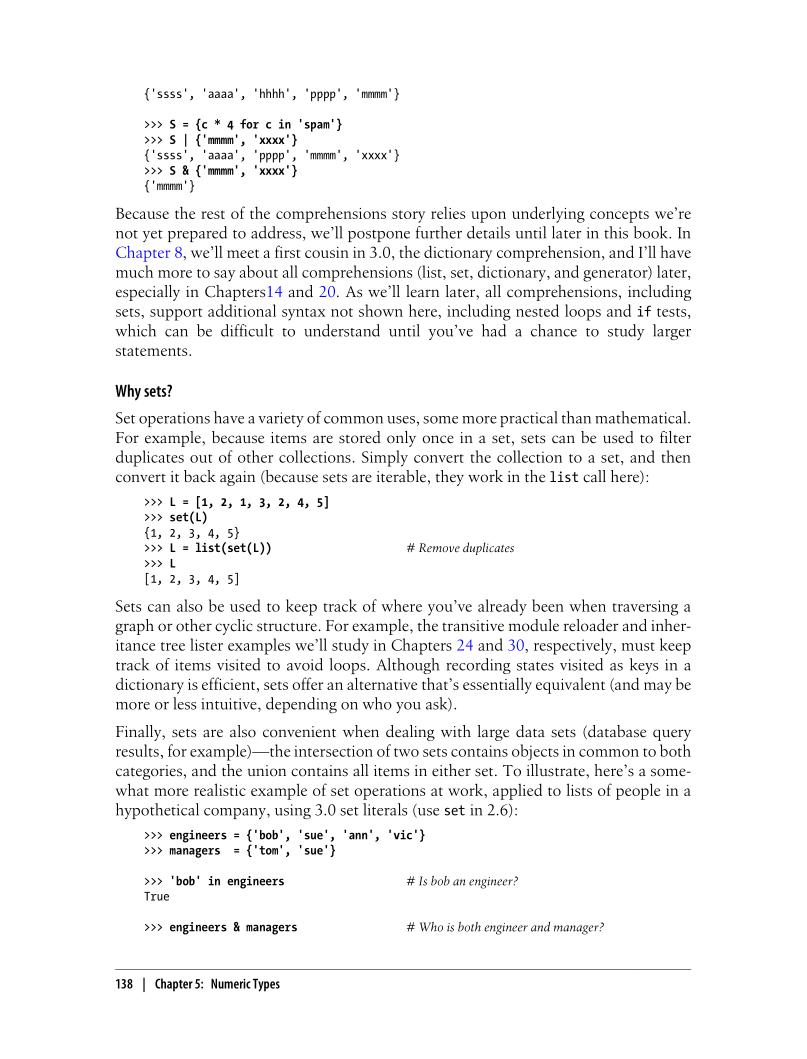 {'ssss', 'aaaa', 'hhhh', 'pppp', 'mmmm'}
>>> S = {c * 4 for c in 'spam'}
>>> S | {'mmmm', 'xxxx'}
{'ssss', 'aaaa', 'pppp', 'mmmm', 'xxxx'}
>>> S & {'mmmm', 'xxxx'}
{'mmmm'}
Because the rest of the comprehensions story relies upon underlying concepts we’re
not yet prepared to address, we’ll postpone further details until later in this book. In
Chapter 8, we’ll meet a first cousin in 3.0, the dictionary comprehension, and I’ll have
much more to say about all comprehensions (list, set, dictionary, and generator) later,
especially in Chapters14 and 20. As we’ll learn later, all comprehensions, including
sets, support additional syntax not shown here, including nested loops and if tests,
which can be difficult to understand until you’ve had a chance to study larger
statements.
Why sets?
Set operations have a variety of common uses, some more practical than mathematical.
For example, because items are stored only once in a set, sets can be used to filter
duplicates out of other collections. Simply convert the collection to a set, and then
convert it back again (because sets are iterable, they work in the list call here):
>>> L = [1, 2, 1, 3, 2, 4, 5]
>>> set(L)
{1, 2, 3, 4, 5}
>>> L = list(set(L)) # Remove duplicates
>>> L
[1, 2, 3, 4, 5]
Sets can also be used to keep track of where you’ve already been when traversing a
graph or other cyclic structure. For example, the transitive module reloader and inher-
itance tree lister examples we’ll study in Chapters 24 and 30, respectively, must keep
track of items visited to avoid loops. Although recording states visited as keys in a
dictionary is efficient, sets offer an alternative that’s essentially equivalent (and may be
more or less intuitive, depending on who you ask).
Finally, sets are also convenient when dealing with large data sets (database query
results, for example)—the intersection of two sets contains objects in common to both
categories, and the union contains all items in either set. To illustrate, here’s a some-
what more realistic example of set operations at work, applied to lists of people in a
hypothetical company, using 3.0 set literals (use set in 2.6):
>>> engineers = {'bob', 'sue', 'ann', 'vic'}
>>> managers  = {'tom', 'sue'}
>>> 'bob' in engineers # Is bob an engineer?
True
>>> engineers & managers # Who is both engineer and manager?
138 | Chapter 5: Numeric Types